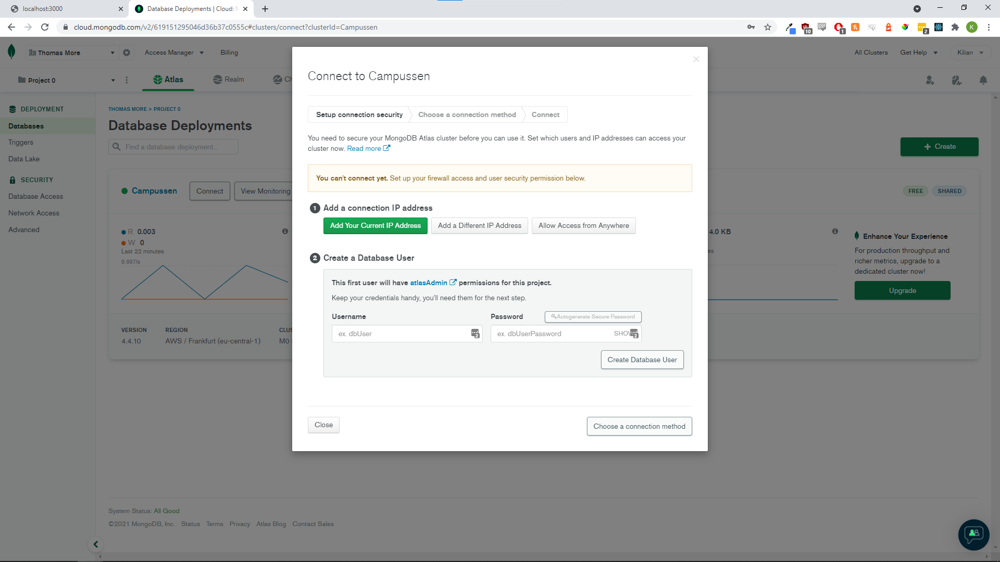 localhost:3000
Database Deployments | Cloud:
cloud.mongodb.com/v2/619151295046d36b37c0555c#clusters/connect?clusterId=Campussen
10
1
2
K
Thomas More
Access Manager
Billing
All Clusters
Get Help
Kilian
Project 0
Atlas
Realm
Ch
DEPLOYMENT
Databases
Triggers
Data Lake
SECURITY
Database Access
Network Access
Advanced
THOMAS MORE > PROJECT 0
Database Deployments
Find a database deployment...
Create
Campussen
Connect
View Monitoring
FREE
SHARED
R 0.003
W 0
Last 22 minutes
0.007/s
4.0 KB
es
Enhance Your Experience
For production throughput and
richer metrics, upgrade to a
dedicated cluster now!
Upgrade
VERSION
4.4.10
REGION
AWS / Frankfurt (eu-central-1)
CLUS
M0
Connect to Campussen
Setup connection security
Choose a connection method
Connect
You need to secure your MongoDB Atlas cluster before you can use it. Set which users and IP addresses can access your
cluster now. Read more
You can't connect yet. Set up your firewall access and user security permission below.
1 Add a connection IP address
Add Your Current IP Address
Add a Different IP Address
Allow Access from Anywhere
2 Create a Database User
This first user will have atlasAdmin permissions for this project.
Keep your credentials handy, you'll need them for the next step.
Username
Password
Autogenerate Secure Password
ex. dbUser
2
ex. dbUserPassword
SHO
2
Create Database User
Close
Choose a connection method
System Status: All Good
©2021 MongoDB, Inc. Status Terms Privacy Atlas Blog Contact Sales